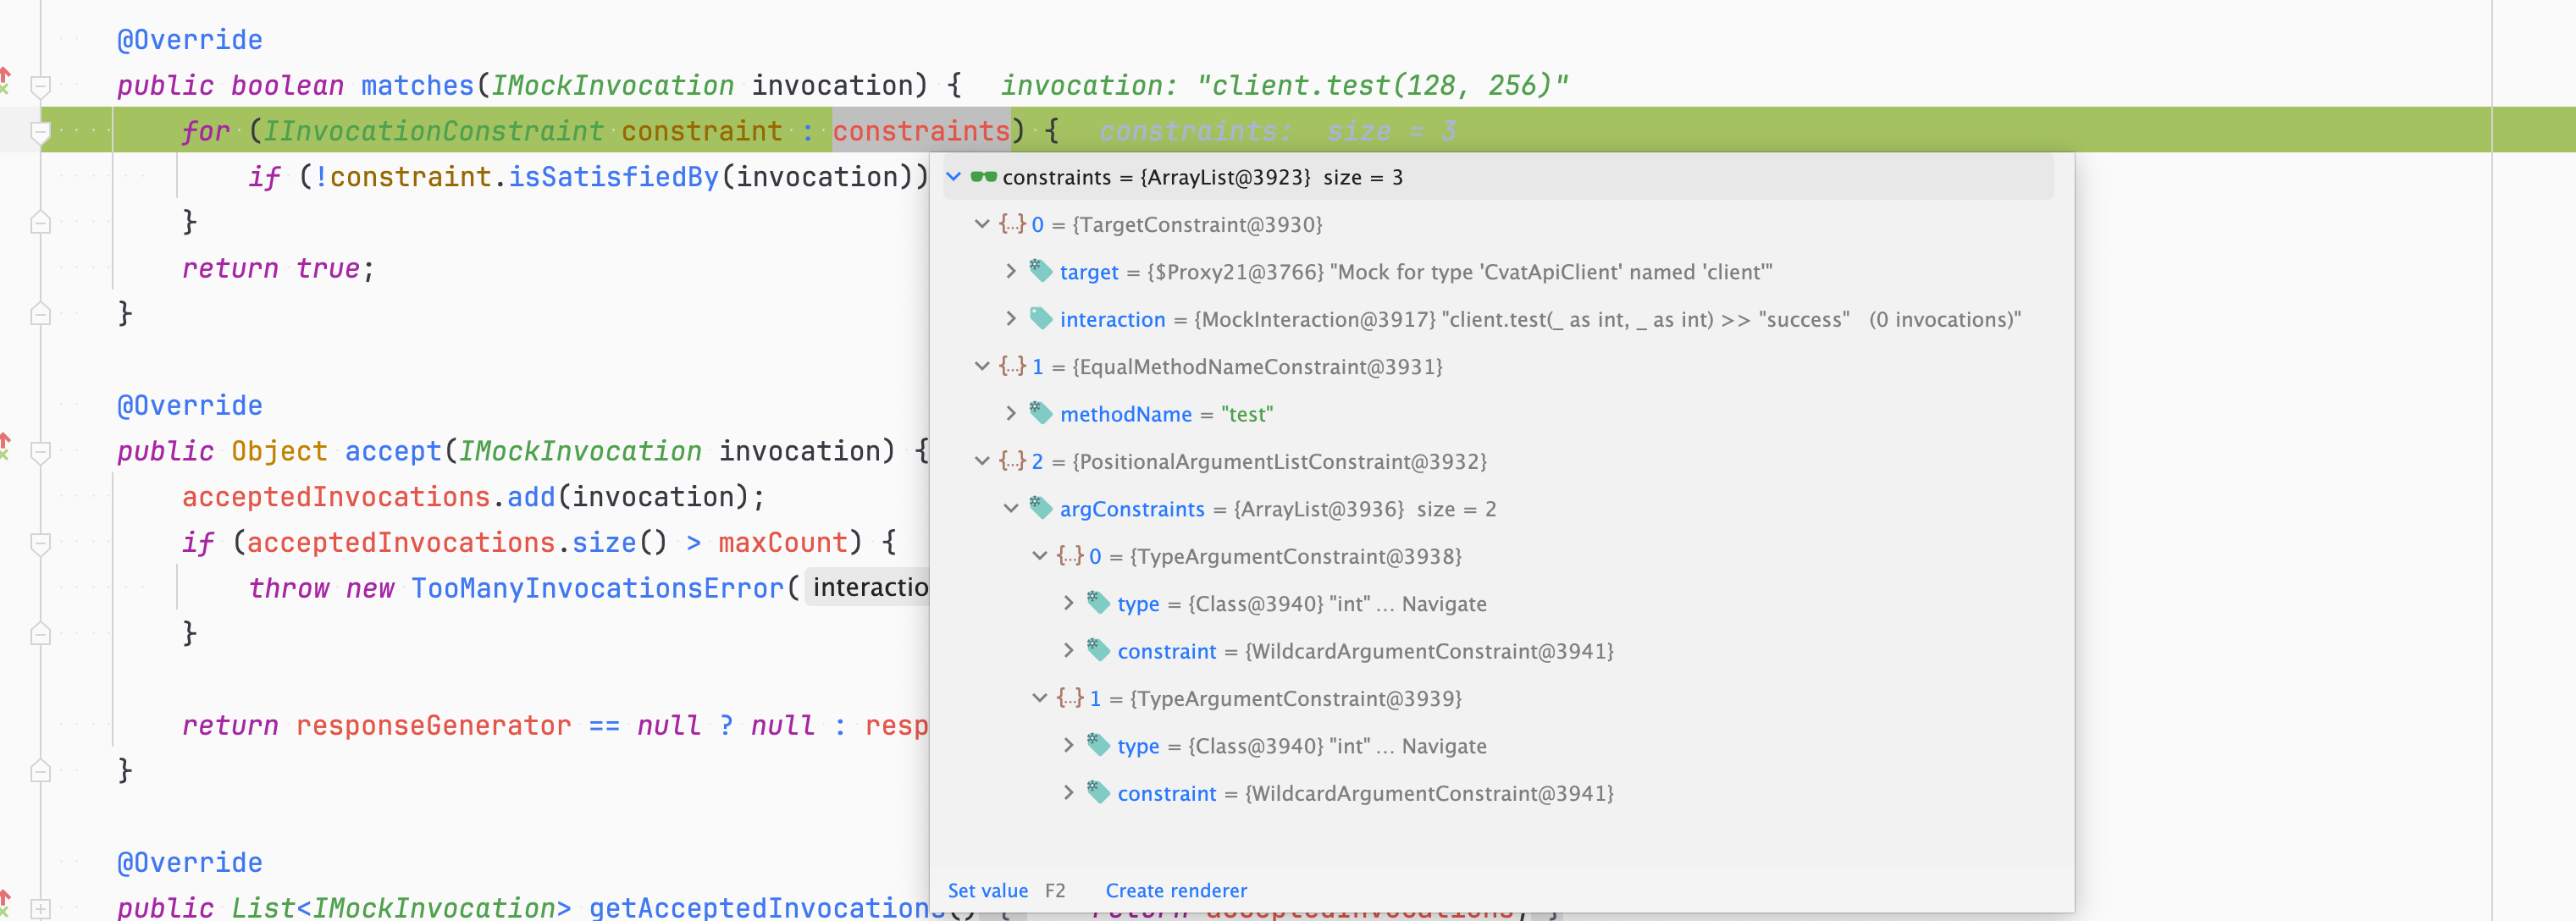 @Override
public boolean matches(IMockInvocation invocation) { invocation: "client.test(128, 256)"
for (IInvocationConstraint constraint : constraints) { constraints: size = 3
if (!constraint.isSatisfiedBy(invocation))
}
return true;
}
@Override
public Object accept(IMockInvocation invocation) {
acceptedInvocations.add(invocation);
if (acceptedInvocations.size() > maxCount) {
throw new TooManyInvocationsError( interactio
}
return responseGenerator == null ? null : resp
}
@Override
public List<IMockInvocation> getAcceptedInvocations() { return acceptedInvocations; }
constraints = {ArrayList@3923} size = 3
{...} 0 = {TargetConstraint@3930}
target = {$Proxy21@3766} "Mock for type 'CvatApiClient' named 'client'"
interaction = {MockInteraction@3917} "client.test(_ as int, _ as int) >> "success" (0 invocations)"
{...} 1 = {EqualMethodNameConstraint@3931}
methodName = "test"
{...} 2 = {PositionalArgumentListConstraint@3932}
argConstraints = {ArrayList@3936} size = 2
{...} 0 = {TypeArgumentConstraint@3938}
type = {Class@3940} "int" ... Navigate
constraint = {WildcardArgumentConstraint@3941}
{...} 1 = {TypeArgumentConstraint@3939}
type = {Class@3940} "int" ... Navigate
constraint = {WildcardArgumentConstraint@3941}
Set value F2 Create renderer